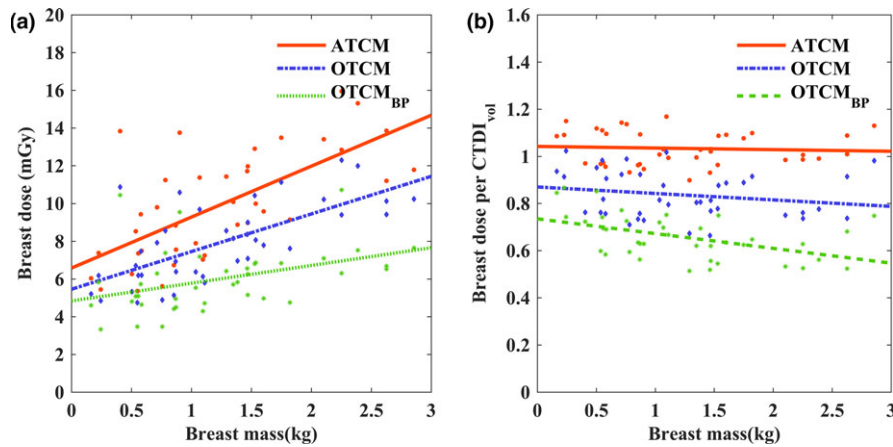 (a)
20
18
16
14
12
10
8
6
4
2
0
Breast dose (mGy)
ATCM
OTCM
OTCM_BP
0 0.5 1 1.5 2 2.5 3
Breast mass(kg)
(b)
1.6
1.4
1.2
1
0.8
0.6
0.4
0.2
0
Breast dose per CTDI_vol
ATCM
OTCM
OTCM_BP
0 0.5 1 1.5 2 2.5 3
Breast mass(kg)